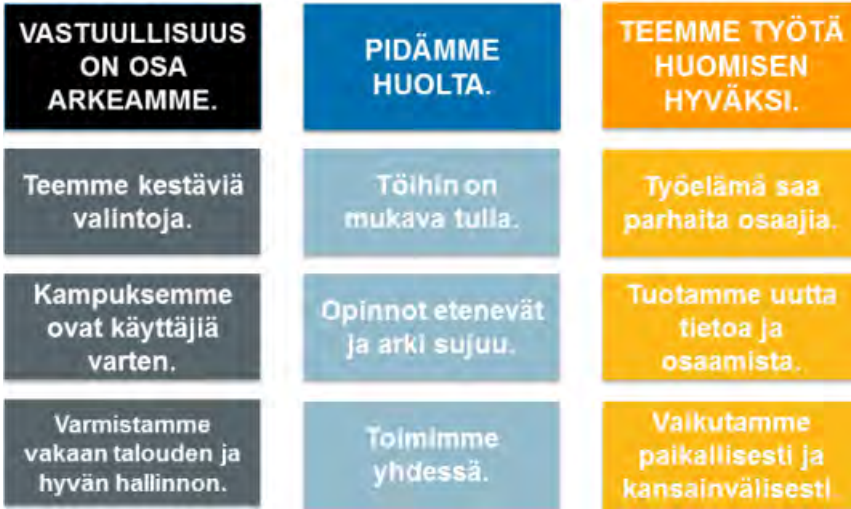 VASTUULLISUUS
ON OSA
ARKEAMME.
Teemme kestäviä
valintoja.
Kampuksemme
ovat käyttäjiä
varten.
Varmistamme
vakaan talouden ja
hyvän hallinnon.
PIDÄMME
HUOLTA.
Töihin on
mukava tulla.
Opinnot etenevät
ja arki sujuu.
Toimimme
yhdessä.
TEEMME TYÖTÄ
HUOMISEN
HYVÄKSI.
Työelämä saa
parhaita osaajia.
Tuotamme uutta
tietoa ja
osaamista.
Vaikutamme
paikallisesti ja
kansainvälisesti